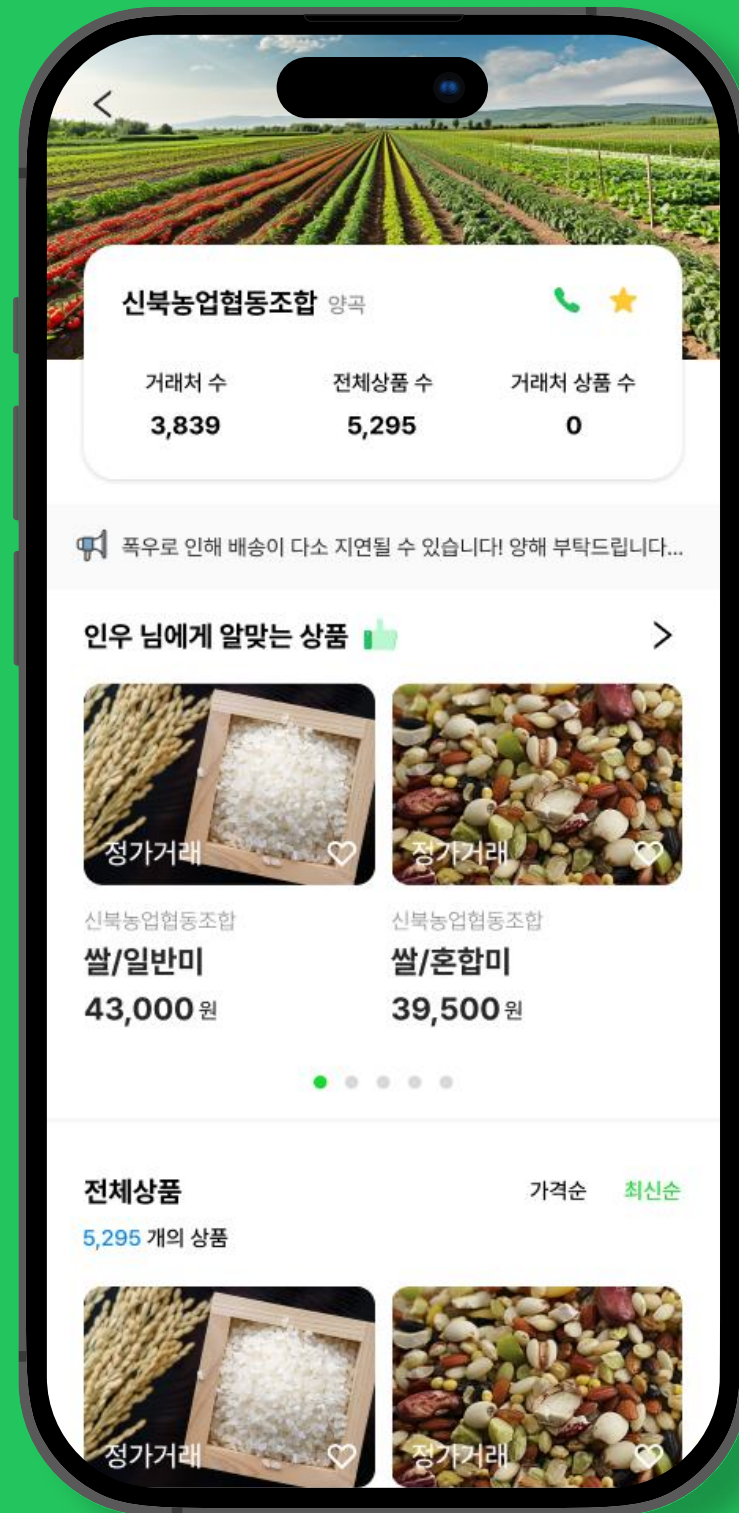 신북농업협동조합 양곡
거래처 수 전체상품 수 거래처 상품 수
3,839 5,295 0
폭우로 인해 배송이 다소 지연될 수 있습니다! 양해 부탁드립니다...
인우 님에게 알맞는 상품
정가거래 정가거래
신북농업협동조합 신북농업협동조합
쌀/일반미 쌀/혼합미
43,000 원 39,500 원
전체상품 가격순 최신순
5,295 개의 상품
정가거래 정가거래